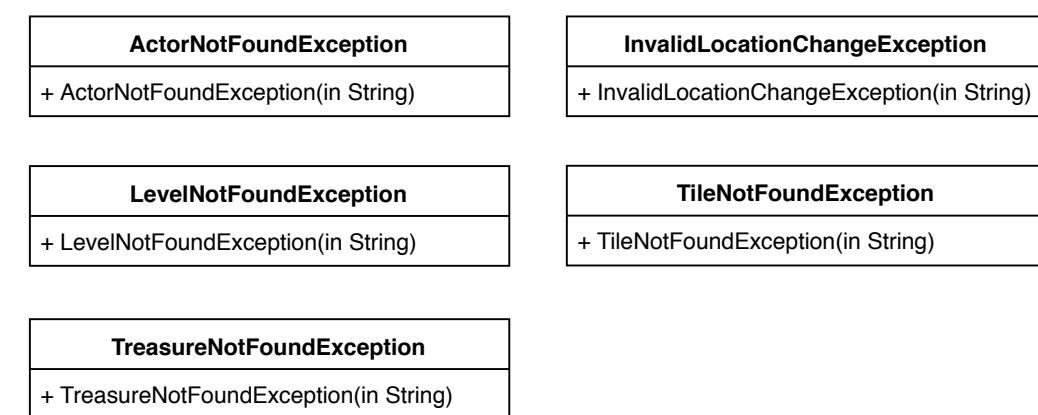 ActorNotFoundException
+ ActorNotFoundException(in String)
InvalidLocationChangeException
+ InvalidLocationChangeException(in String)
LevelNotFoundException
+ LevelNotFoundException(in String)
TileNotFoundException
+ TileNotFoundException(in String)
TreasureNotFoundException
+ TreasureNotFoundException(in String)